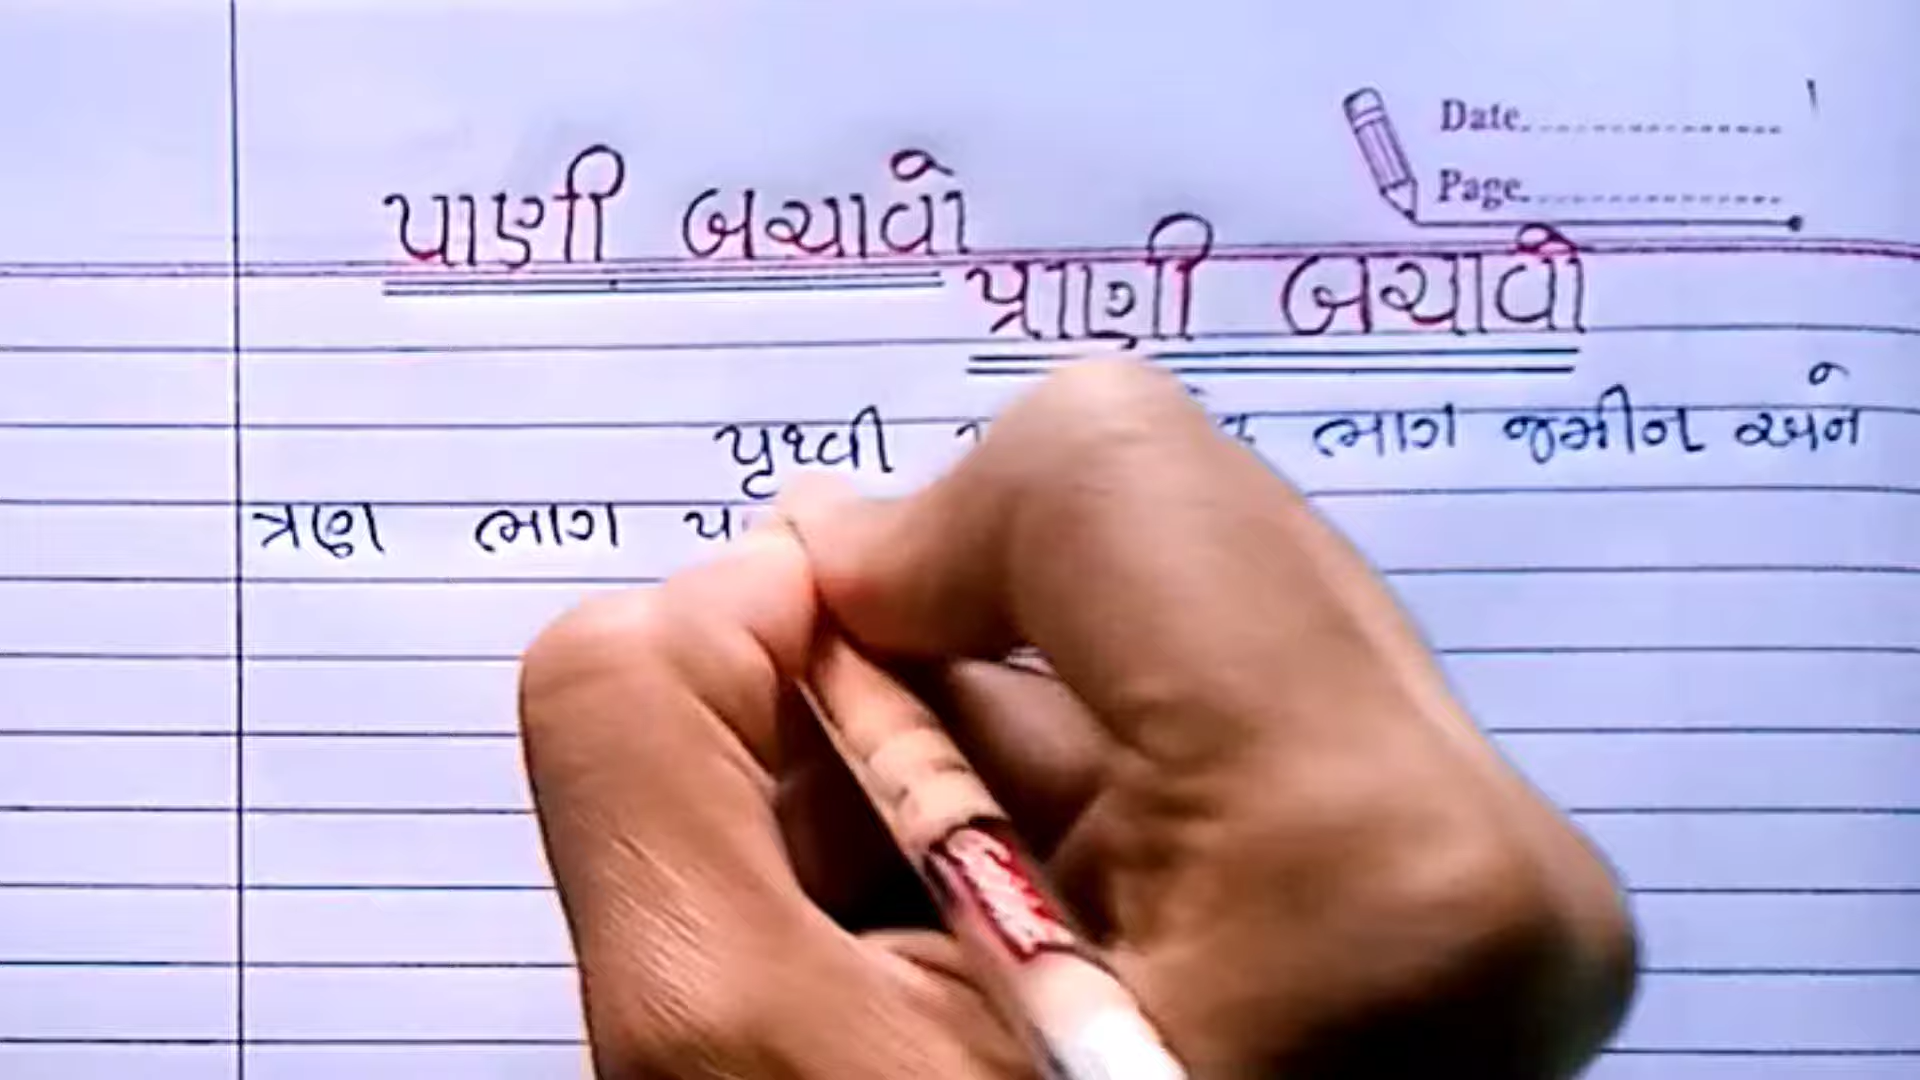 Date
Page
પાણી બચાવો
પ્રાણી બચાવો
પૃથ્વી ભાગ જમીન અને
ત્રણ ભાગ